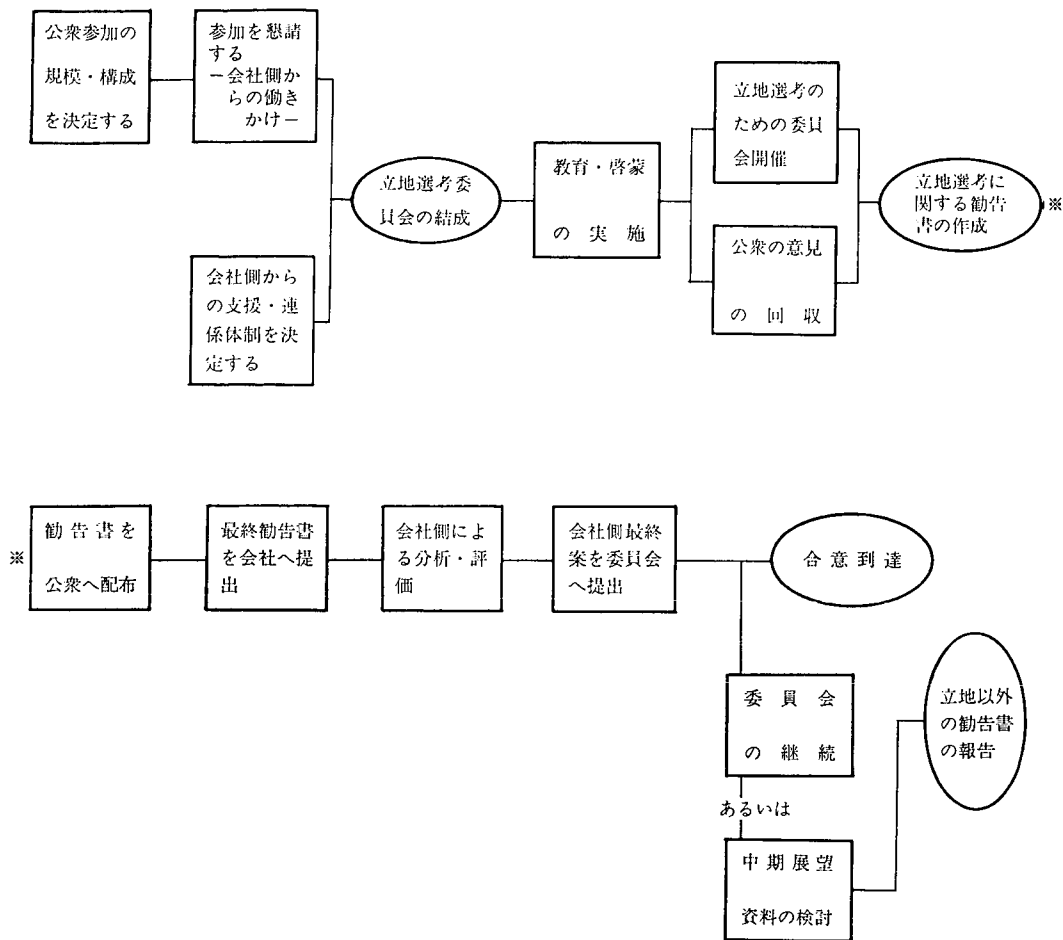 公衆参加の
規模・構成
を決定する
参加を懇請
する
−会社側か
らの働き
かけ−
会社側から
の支援・連
係体制を決
定する
立地選考委
員会の結成
教育・啓蒙
の実施
立地選考の
ための委員
会開催
公衆の意見
の回収
立地選考に
関する勧告
書の作成
※
※
勧告書を
公衆へ配布
最終勧告書
を会社へ提
出
会社側によ
る分析・評
価
会社側最終
案を委員会
へ提出
合意到達
委員会
の継続
あるいは
中期展望
資料の検討
立地以外
の勧告書
の報告